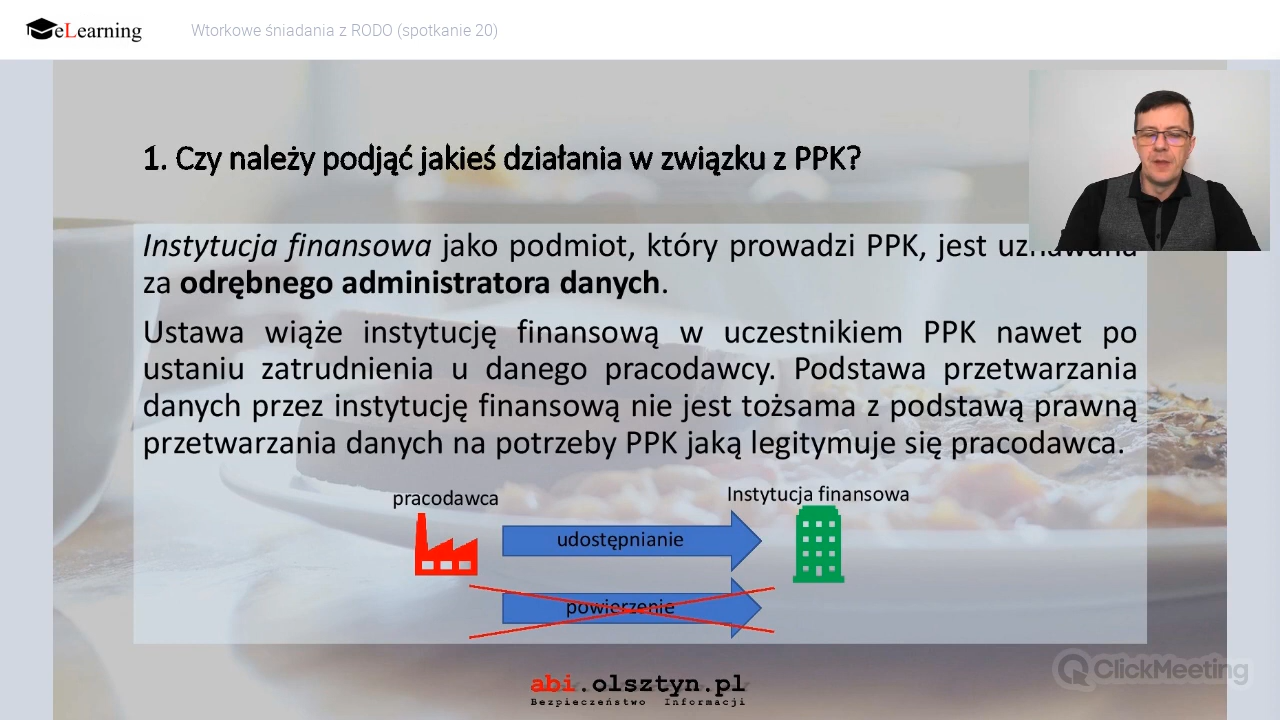 eLearning
Wtorkowe śniadania z RODO (spotkanie 20)
1. Czy należy podjąć jakieś działania w związku z PPK?
Instytucja finansowa jako podmiot, który prowadzi PPK, jest uznawana
za odrębnego administratora danych.
Ustawa wiąże instytucję finansową w uczestnikiem PPK nawet po
ustaniu zatrudnienia u danego pracodawcy. Podstawa przetwarzania
danych przez instytucję finansową nie jest tożsama z podstawą prawną
przetwarzania danych na potrzeby PPK jaką legitymuje się pracodawca.
pracodawca
Instytucja finansowa
udostępnianie
powierzenie
abi.olsztyn.pl
Bezpieczeństwo Informacji
ClickMeeting